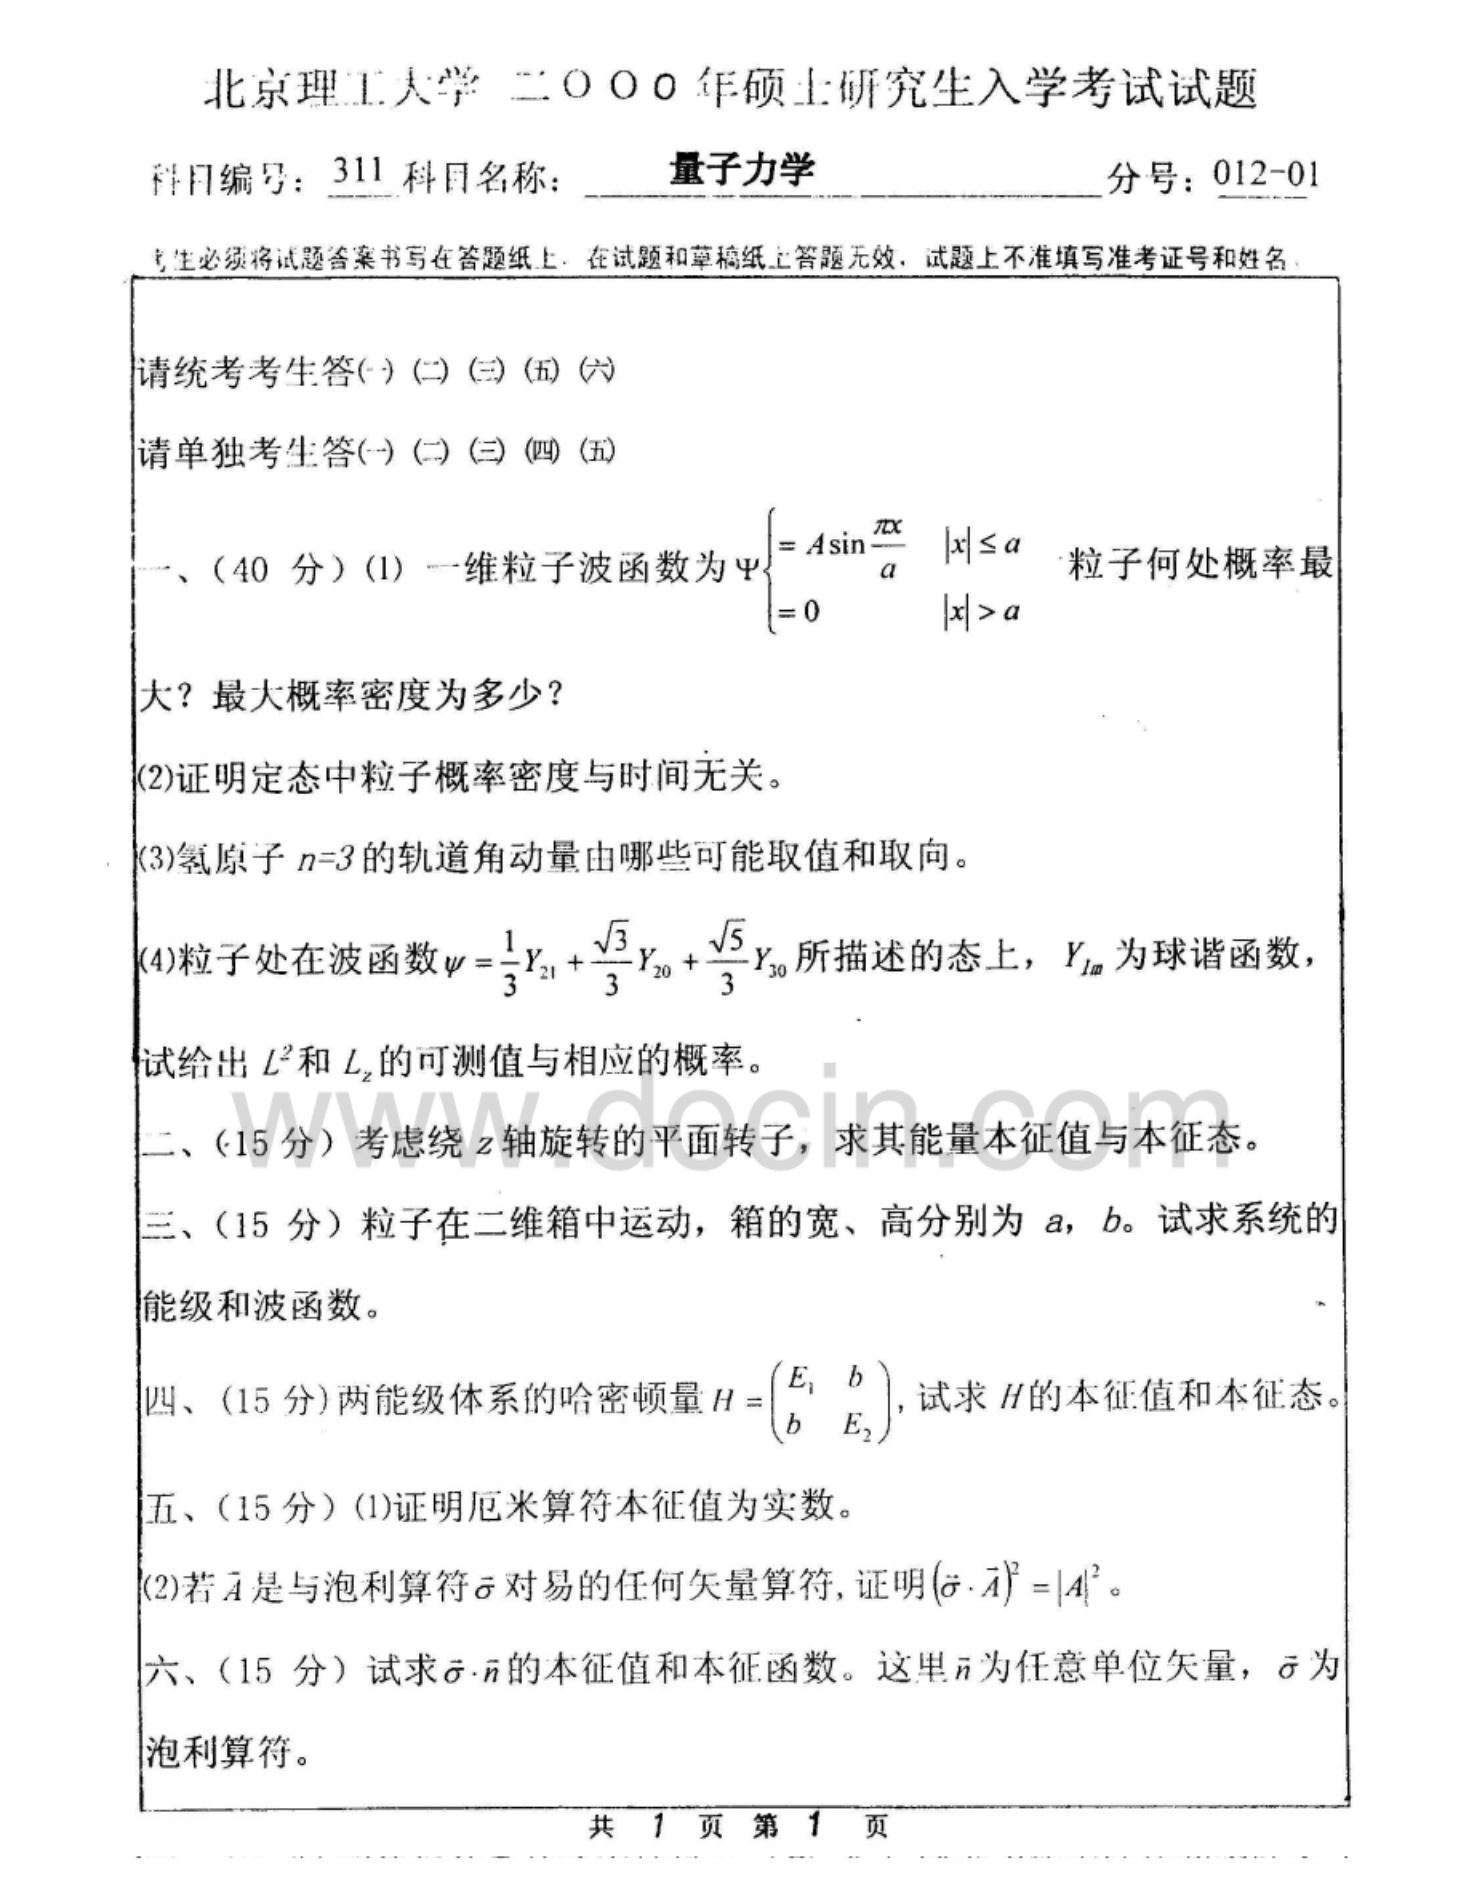 北京理工大学 二〇〇〇年硕士研究生入学考试试题
科目编号： 311 科目名称： 量子力学 分号：012-01
考生必须将试题答案书写在答题纸上．在试题和草稿纸上答题无效，试题上不准填写准考证号和姓名．
请统考考生答㈠ ㈡ ㈢ ㈤ ㈥
请单独考生答㈠ ㈡ ㈢ ㈣ ㈤
一、（40 分）⑴ 一维粒子波函数为 Ψ{ = A sin πx/a |x| ≤ a ; = 0 |x| > a 粒子何处概率最
大？最大概率密度为多少？
⑵证明定态中粒子概率密度与时间无关。
⑶氢原子 n=3 的轨道角动量由哪些可能取值和取向。
⑷粒子处在波函数ψ = 1/3 Y₂₁ + √3/3 Y₂₀ + √5/3 Y₃₀ 所描述的态上，Y_lm 为球谐函数，
试给出 L² 和 L_z 的可测值与相应的概率。
www.docin.com
二、（15 分）考虑绕 z 轴旋转的平面转子，求其能量本征值与本征态。
三、（15 分）粒子在二维箱中运动，箱的宽、高分别为 a，b。试求系统的
能级和波函数。
四、（15 分)两能级体系的哈密顿量 H = (E₁ b ; b E₂), 试求 H 的本征值和本征态。
五、（15 分）⑴证明厄米算符本征值为实数。
⑵若 A⃗ 是与泡利算符 σ⃗ 对易的任何矢量算符, 证明 (σ⃗ · A⃗)² = |A|² 。
六、（15 分）试求 σ⃗ · n⃗ 的本征值和本征函数。这里 n⃗ 为任意单位矢量，σ⃗ 为
泡利算符。
共 1 页 第 1 页